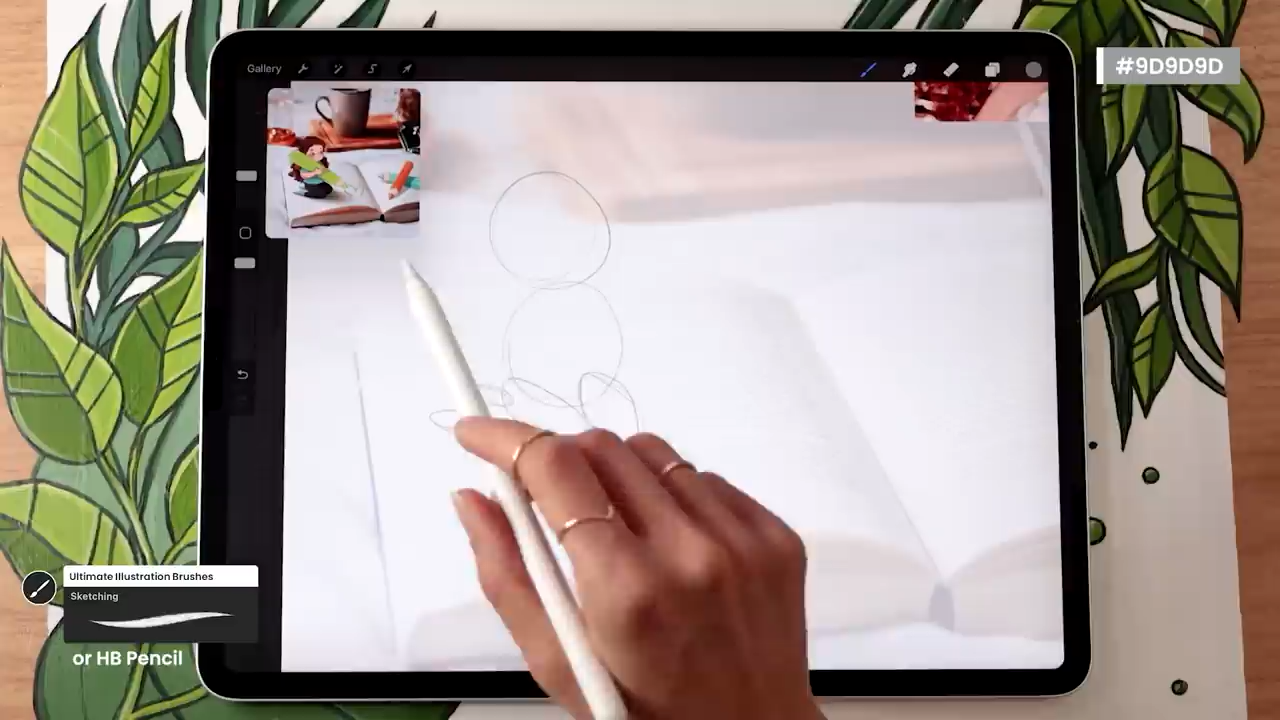 Gallery
#9D9D9D
Ultimate Illustration Brushes
Sketching
or HB Pencil